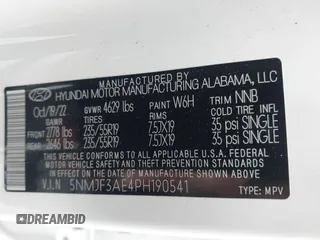 MANUFACTURED BY
HYUNDAI MOTOR MANUFACTURING ALABAMA, LLC
Oct/19/22 GVWR 4629 lbs PAINT W6H TRIM NNB
GAWR TIRES RIMS COLD TIRE INFL
FRONT
2778 lbs 235/55R19 7.5JX19 35 psi SINGLE
REAR
2646 lbs 235/55R19 7.5JX19 35 psi SINGLE
THIS VEHICLE CONFORMS TO ALL APPLICABLE U.S. FEDERAL MOTOR
VEHICLE SAFETY, BUMPER, AND THEFT PREVENTION STANDARDS
IN EFFECT ON THE DATE OF MANUFACTURE SHOWN ABOVE.
V.I.N 5NMJF3AE4PH190541
TYPE: MPV
DREAMBID